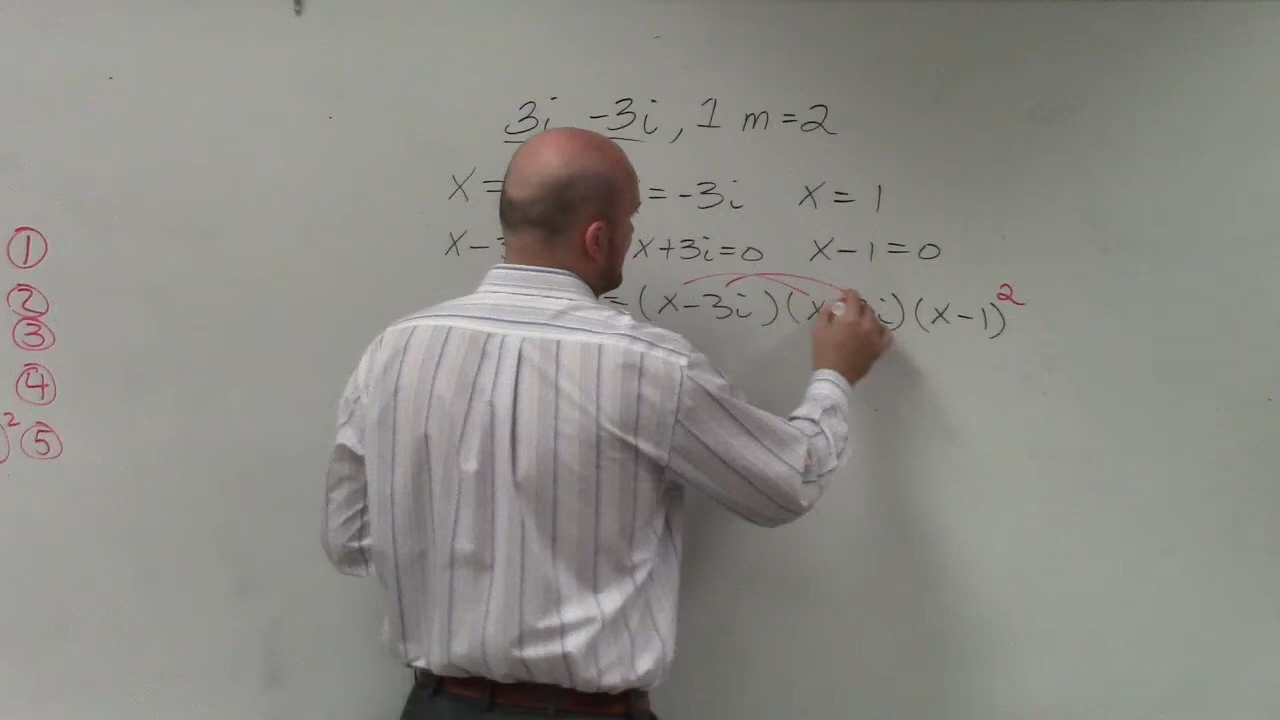 3i -3i, 1 m=2
x= = -3i x = 1
x-3 x+3i=0 x-1=0
=(x-3i)(x i)(x-1)²
①
②
③
④
² ⑤